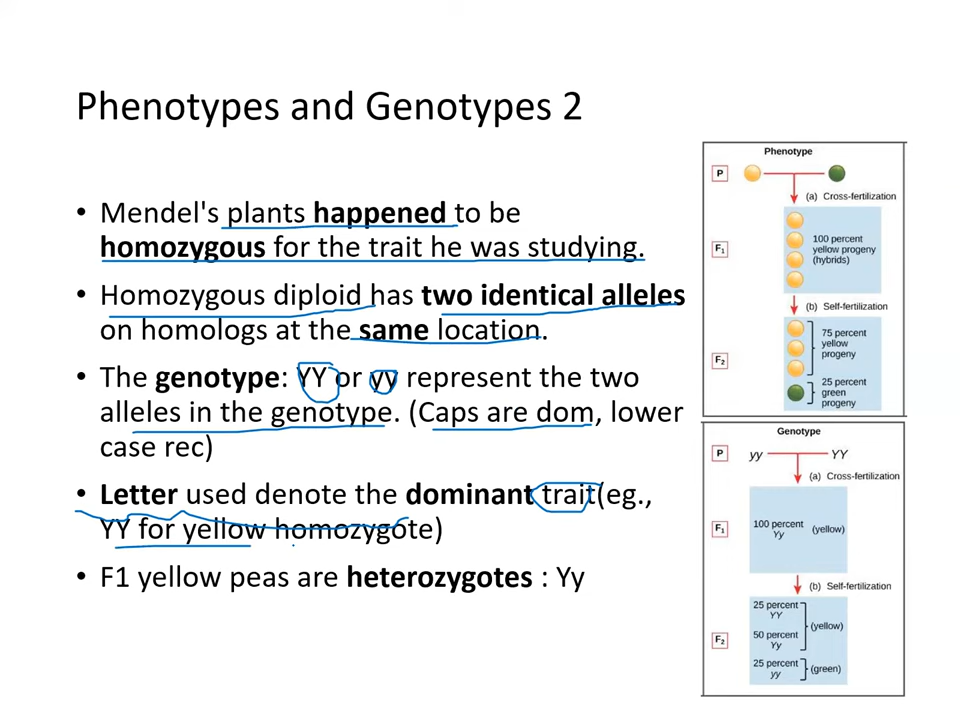 Phenotypes and Genotypes 2
• Mendel's plants happened to be
homozygous for the trait he was studying.
• Homozygous diploid has two identical alleles
on homologs at the same location.
• The genotype: YY or yy represent the two
alleles in the genotype. (Caps are dom, lower
case rec)
• Letter used denote the dominant trait(eg.,
YY for yellow homozygote)
• F1 yellow peas are heterozygotes : Yy
Phenotype
P
(a) Cross-fertilization
F1
100 percent
yellow progeny
(hybrids)
(b) Self-fertilization
F2
75 percent
yellow
progeny
25 percent
green
progeny
Genotype
P yy YY
(a) Cross-fertilization
F1
100 percent
Yy
(yellow)
(b) Self-fertilization
F2
25 percent
YY
(yellow)
50 percent
Yy
25 percent
yy
(green)